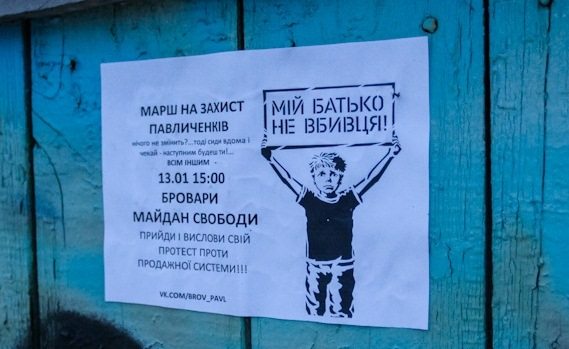 МАРШ НА ЗАХИСТ
ПАВЛИЧЕНКІВ
нічого не змінить?...тоді сиди вдома і
чекай - наступним будеш ти!...
ВСІМ ІНШИМ -
13.01 15:00
БРОВАРИ
МАЙДАН СВОБОДИ
ПРИЙДИ І ВИСЛОВИ СВІЙ
ПРОТЕСТ ПРОТИ
ПРОДАЖНОЇ СИСТЕМИ!!!
VK.COM/BROV_PAVL
МІЙ БАТЬКО
НЕ ВБИВЦЯ!